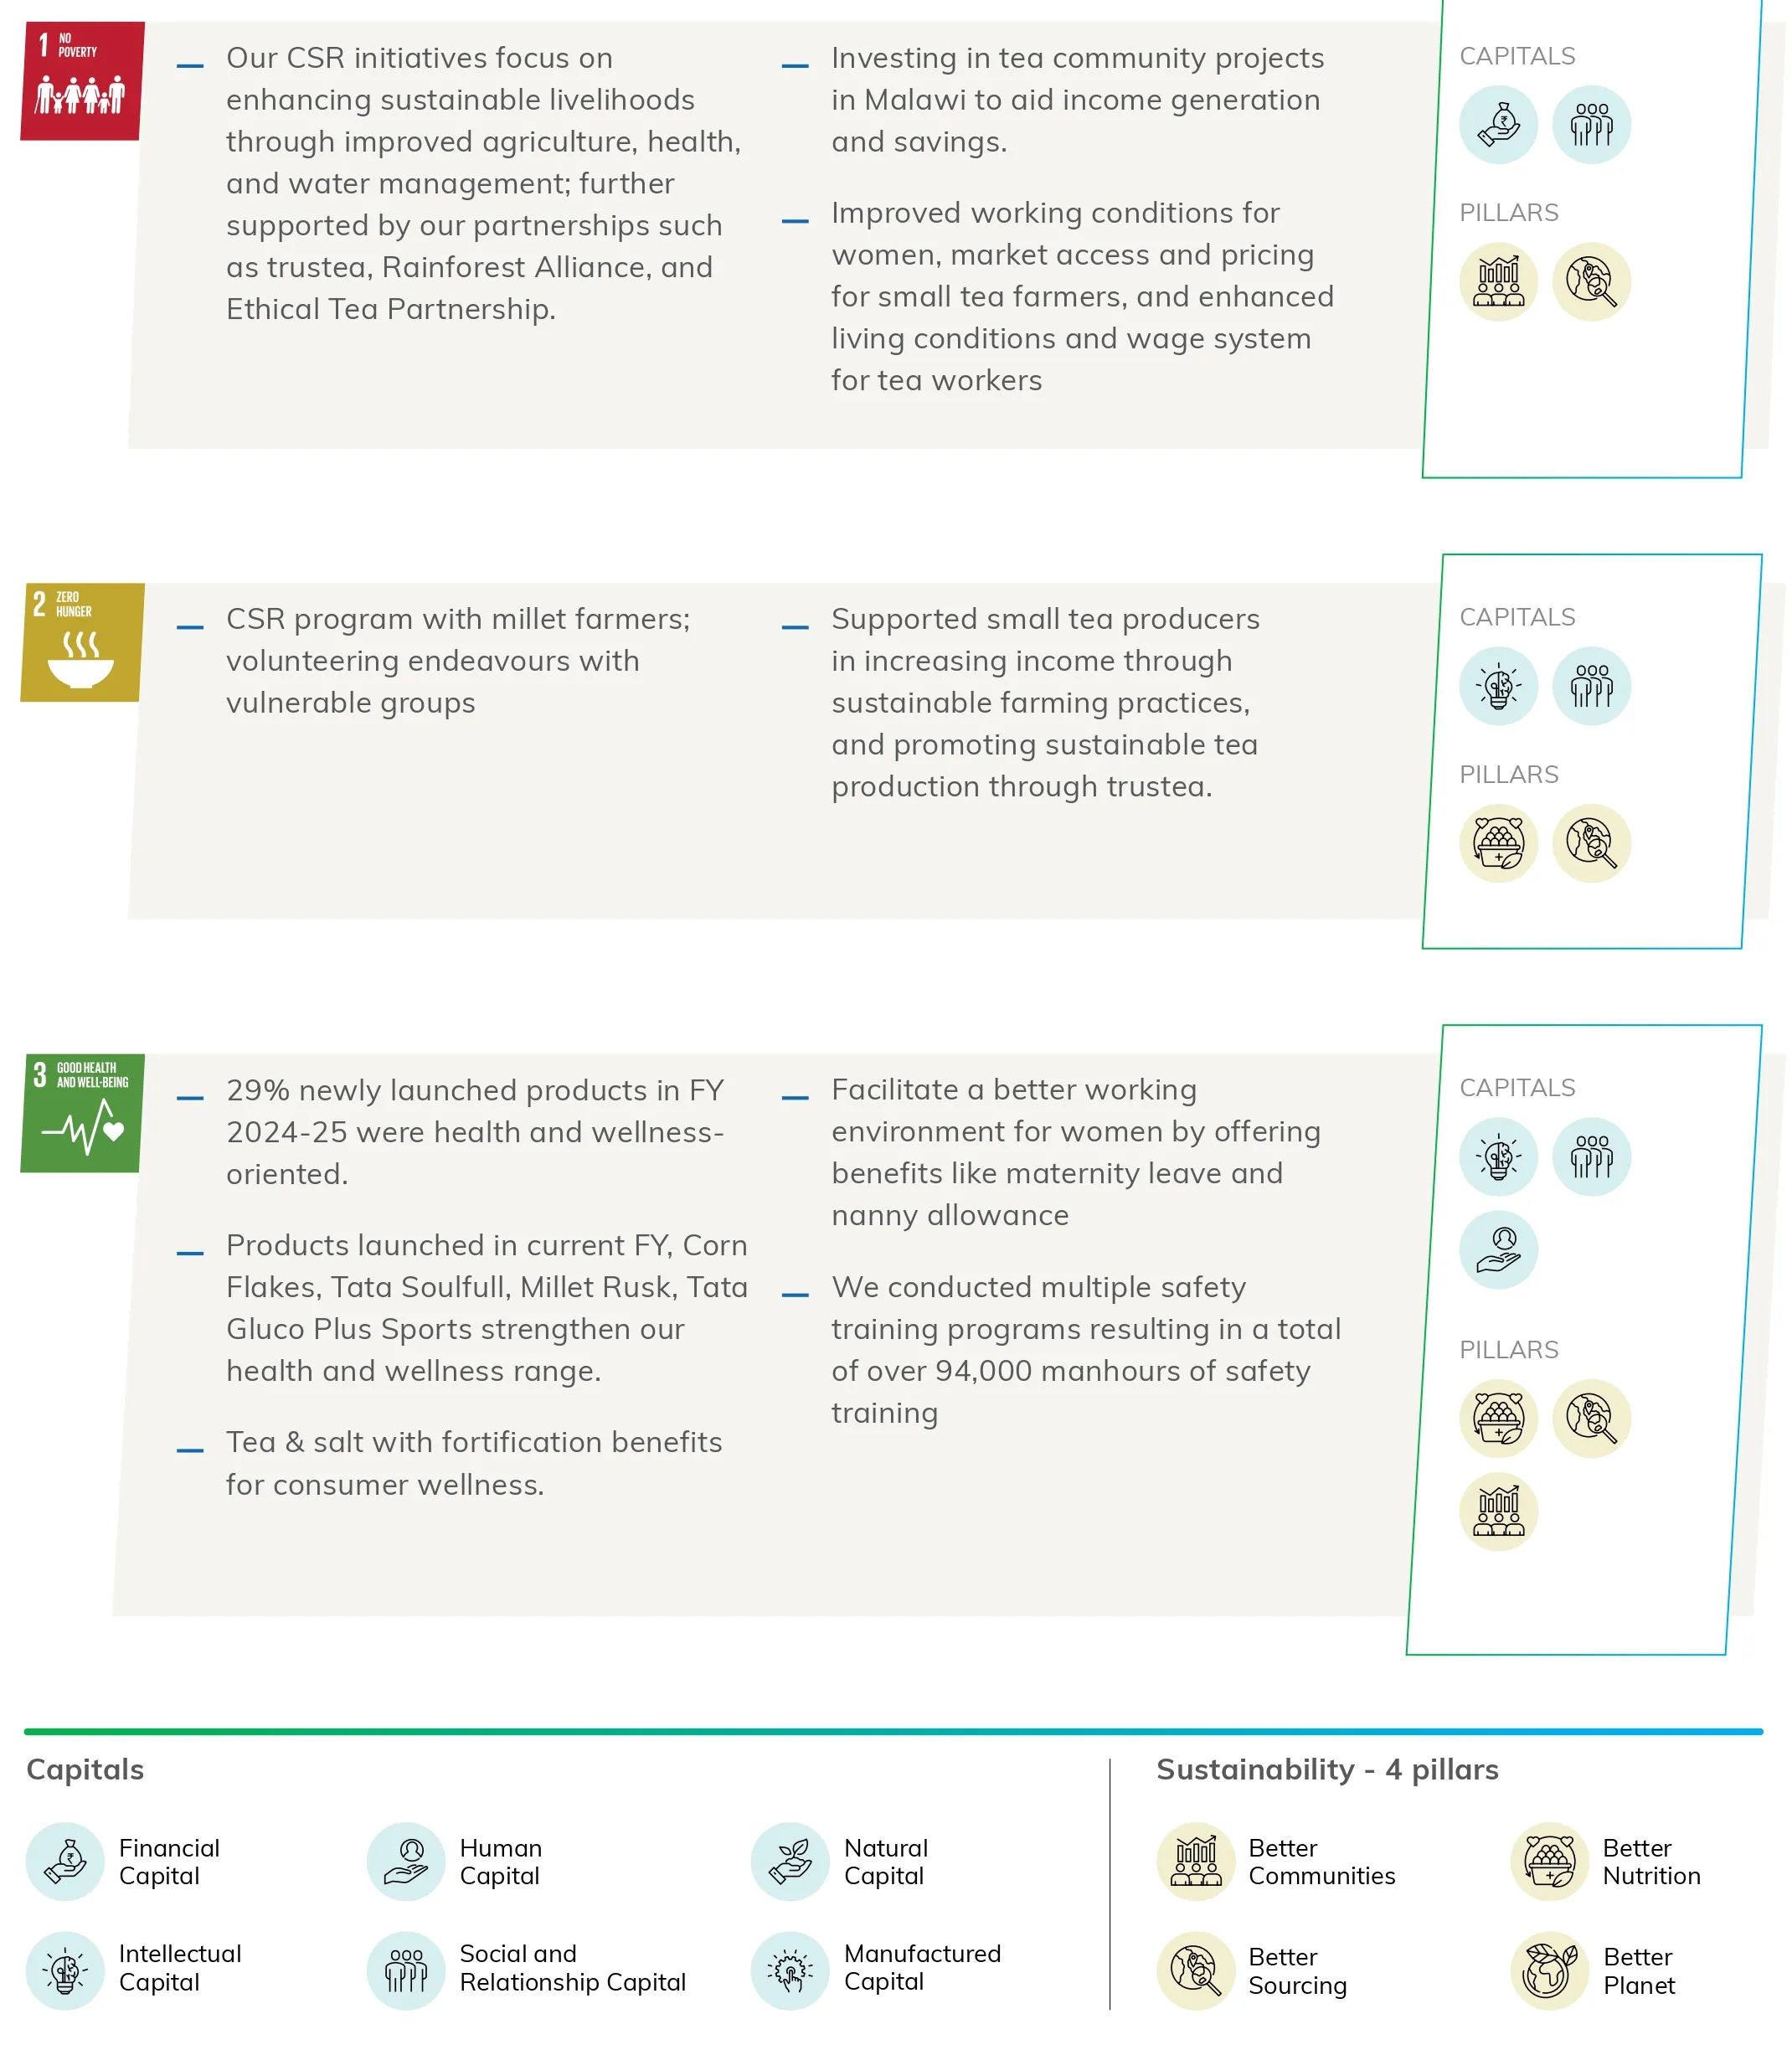 1 NO
POVERTY
Our CSR initiatives focus on
enhancing sustainable livelihoods
through improved agriculture, health,
and water management; further
supported by our partnerships such
as trustea, Rainforest Alliance, and
Ethical Tea Partnership.
Investing in tea community projects
in Malawi to aid income generation
and savings.
Improved working conditions for
women, market access and pricing
for small tea farmers, and enhanced
living conditions and wage system
for tea workers
CAPITALS
₹
PILLARS
2 ZERO
HUNGER
CSR program with millet farmers;
volunteering endeavours with
vulnerable groups
Supported small tea producers
in increasing income through
sustainable farming practices,
and promoting sustainable tea
production through trustea.
CAPITALS
PILLARS
3 GOOD HEALTH
AND WELL-BEING
29% newly launched products in FY
2024-25 were health and wellness-
oriented.
Products launched in current FY, Corn
Flakes, Tata Soulfull, Millet Rusk, Tata
Gluco Plus Sports strengthen our
health and wellness range.
Tea & salt with fortification benefits
for consumer wellness.
Facilitate a better working
environment for women by offering
benefits like maternity leave and
nanny allowance
We conducted multiple safety
training programs resulting in a total
of over 94,000 manhours of safety
training
CAPITALS
PILLARS
Capitals
₹
Financial
Capital
Human
Capital
Natural
Capital
Intellectual
Capital
Social and
Relationship Capital
Manufactured
Capital
Sustainability - 4 pillars
Better
Communities
Better
Nutrition
Better
Sourcing
Better
Planet